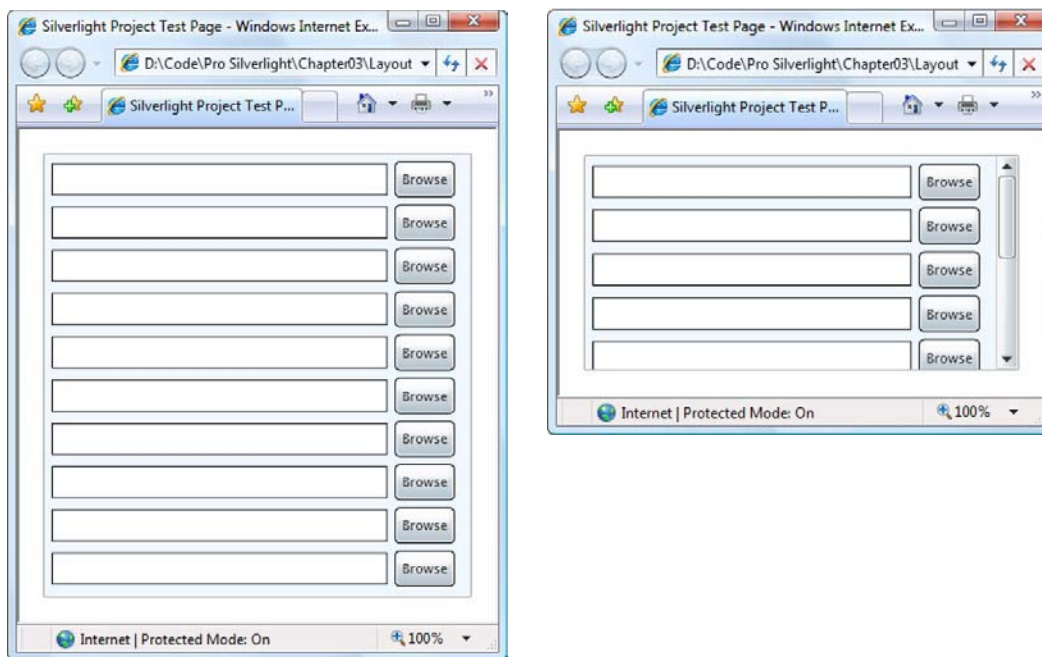 Silverlight Project Test Page - Windows Internet Ex...
D:\Code\Pro Silverlight\Chapter03\Layout
Silverlight Project Test P...
Browse
Browse
Browse
Browse
Browse
Browse
Browse
Browse
Browse
Browse
Internet | Protected Mode: On
100%
Silverlight Project Test Page - Windows Internet Ex...
D:\Code\Pro Silverlight\Chapter03\Layout
Silverlight Project Test P...
Browse
Browse
Browse
Browse
Browse
Internet | Protected Mode: On
100%